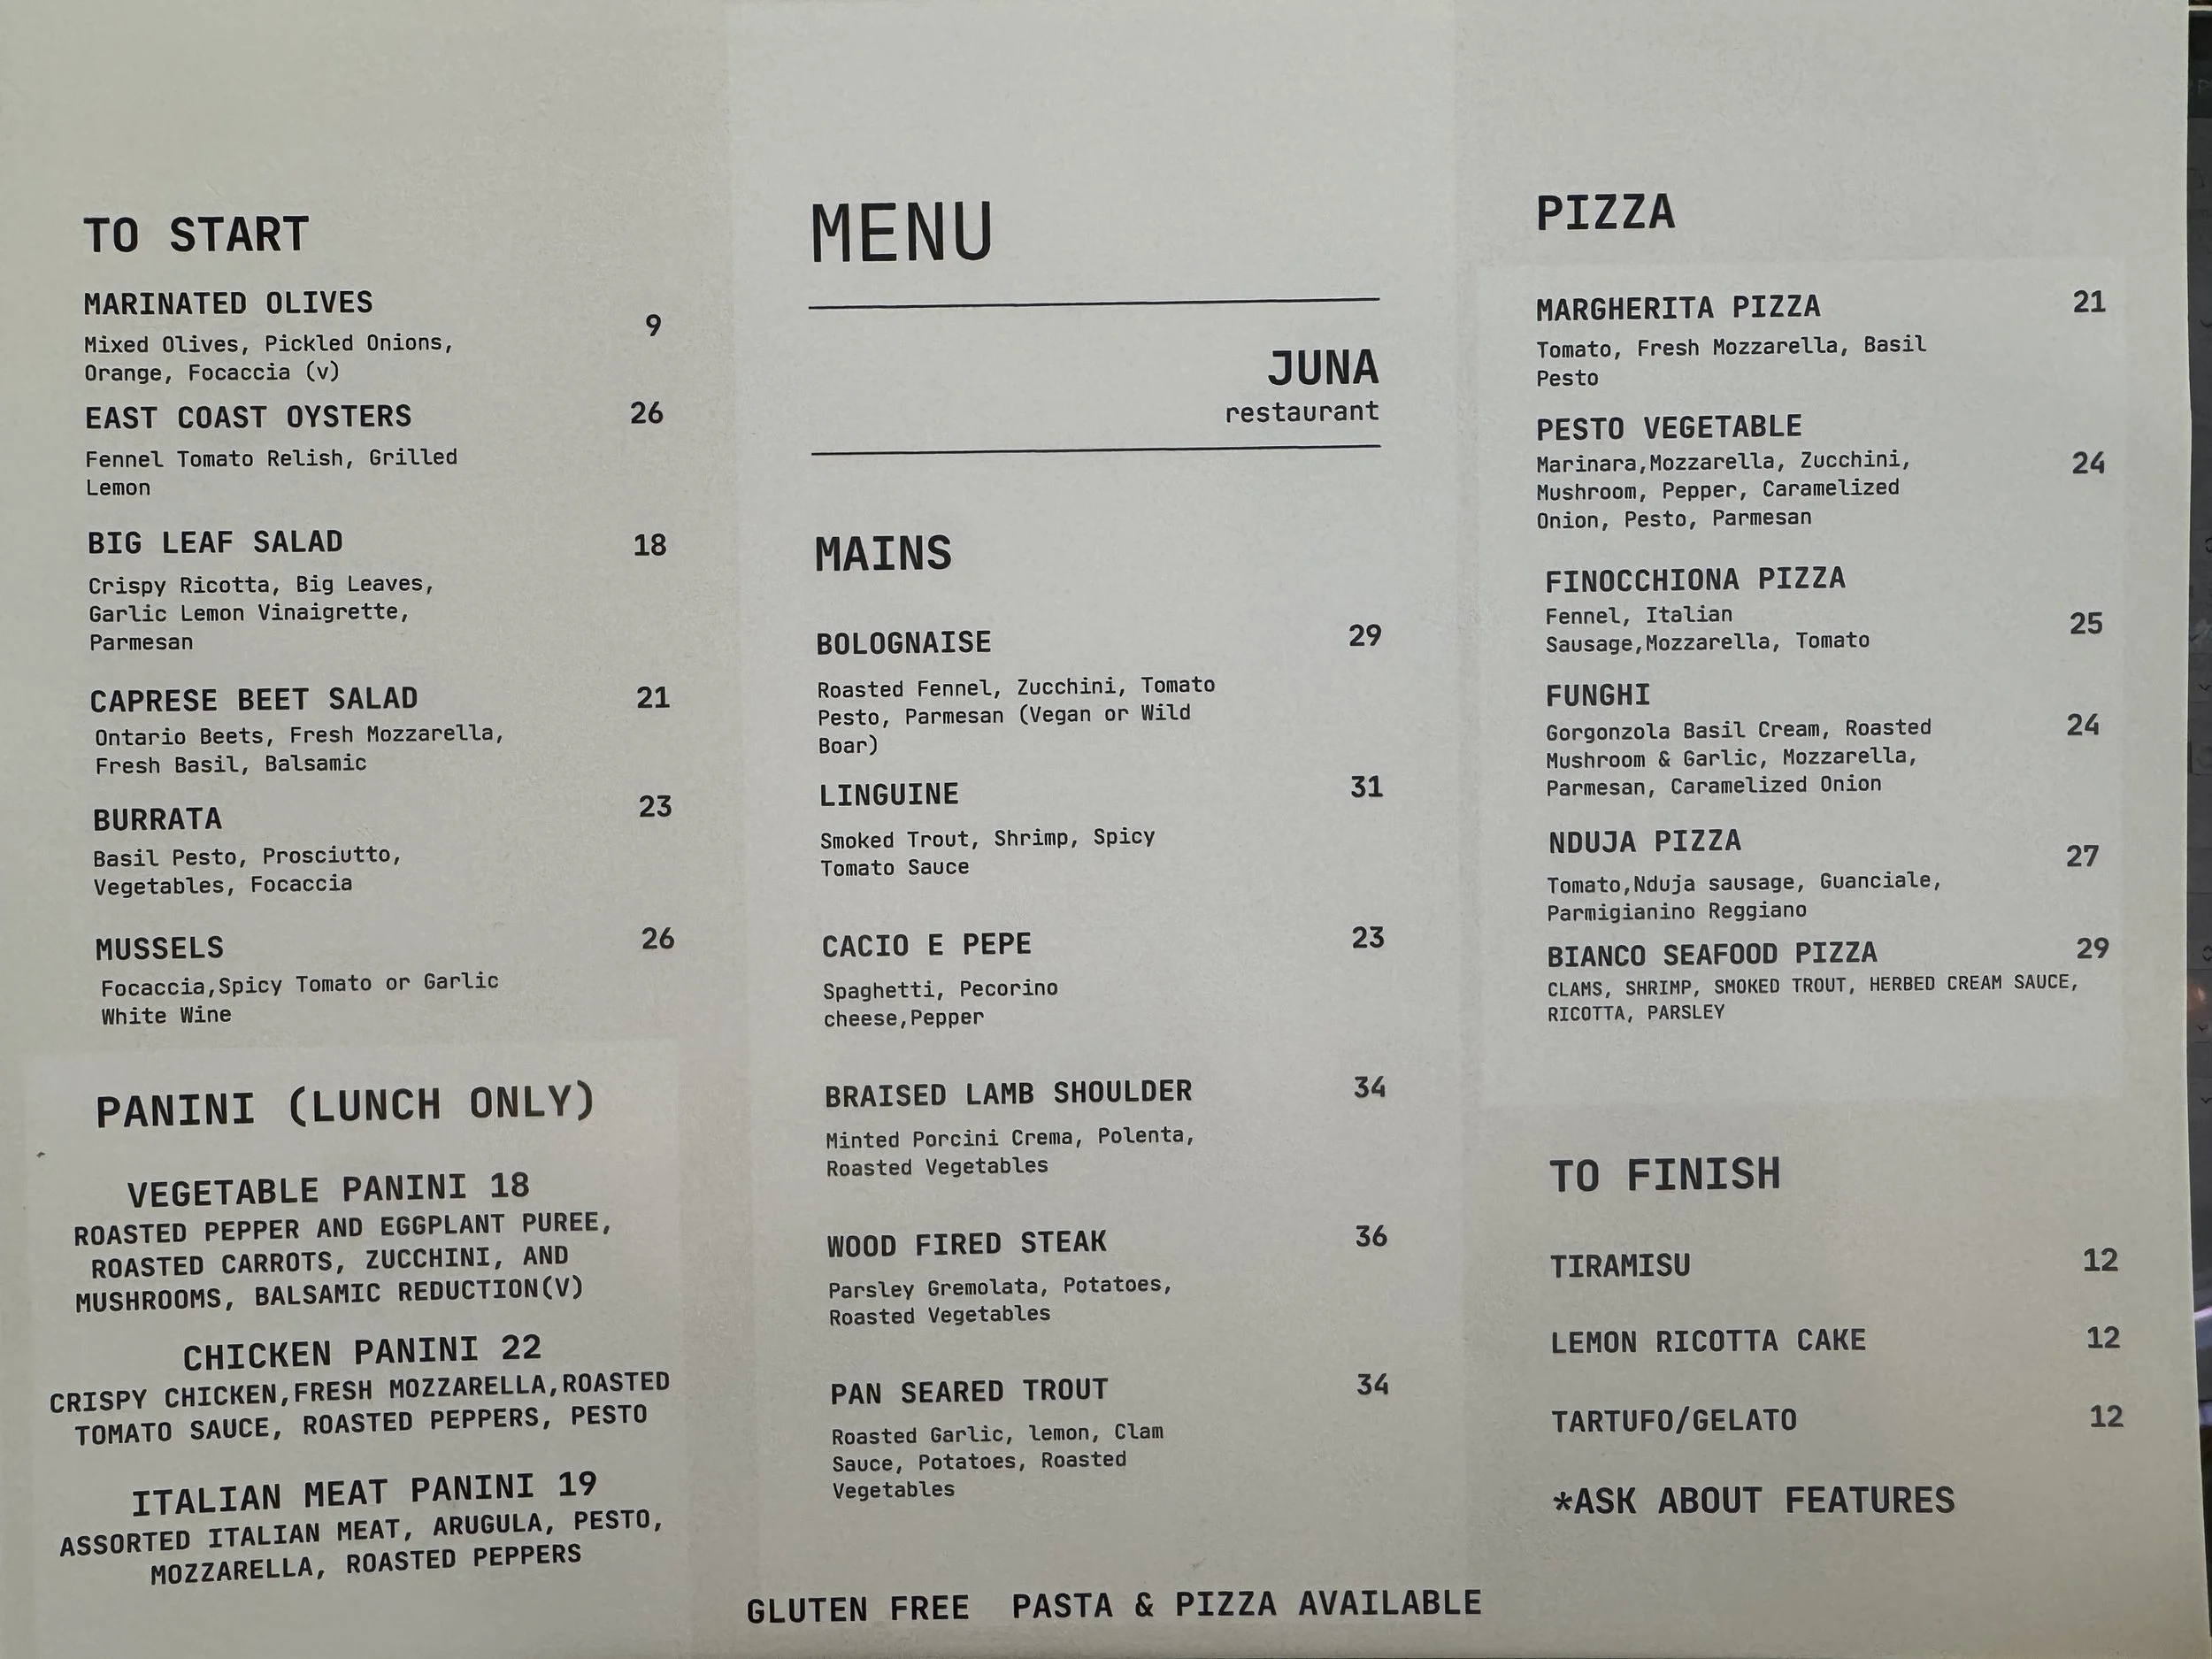 TO START
MARINATED OLIVES
9
Mixed Olives, Pickled Onions,
Orange, Focaccia (v)
EAST COAST OYSTERS 26
Fennel Tomato Relish, Grilled
Lemon
BIG LEAF SALAD 18
Crispy Ricotta, Big Leaves,
Garlic Lemon Vinaigrette,
Parmesan
CAPRESE BEET SALAD 21
Ontario Beets, Fresh Mozzarella,
Fresh Basil, Balsamic
BURRATA 23
Basil Pesto, Prosciutto,
Vegetables, Focaccia
MUSSELS 26
Focaccia,Spicy Tomato or Garlic
White Wine
PANINI (LUNCH ONLY)
VEGETABLE PANINI 18
ROASTED PEPPER AND EGGPLANT PUREE,
ROASTED CARROTS, ZUCCHINI, AND
MUSHROOMS, BALSAMIC REDUCTION(V)
CHICKEN PANINI 22
CRISPY CHICKEN,FRESH MOZZARELLA,ROASTED
TOMATO SAUCE, ROASTED PEPPERS, PESTO
ITALIAN MEAT PANINI 19
ASSORTED ITALIAN MEAT, ARUGULA, PESTO,
MOZZARELLA, ROASTED PEPPERS
MENU
JUNA
restaurant
MAINS
BOLOGNAISE 29
Roasted Fennel, Zucchini, Tomato
Pesto, Parmesan (Vegan or Wild
Boar)
LINGUINE 31
Smoked Trout, Shrimp, Spicy
Tomato Sauce
CACIO E PEPE 23
Spaghetti, Pecorino
cheese,Pepper
BRAISED LAMB SHOULDER 34
Minted Porcini Crema, Polenta,
Roasted Vegetables
WOOD FIRED STEAK 36
Parsley Gremolata, Potatoes,
Roasted Vegetables
PAN SEARED TROUT 34
Roasted Garlic, lemon, Clam
Sauce, Potatoes, Roasted
Vegetables
PIZZA
MARGHERITA PIZZA 21
Tomato, Fresh Mozzarella, Basil
Pesto
PESTO VEGETABLE
Marinara,Mozzarella, Zucchini, 24
Mushroom, Pepper, Caramelized
Onion, Pesto, Parmesan
FINOCCHIONA PIZZA
Fennel, Italian 25
Sausage,Mozzarella, Tomato
FUNGHI
Gorgonzola Basil Cream, Roasted 24
Mushroom & Garlic, Mozzarella,
Parmesan, Caramelized Onion
NDUJA PIZZA 27
Tomato,Nduja sausage, Guanciale,
Parmigianino Reggiano
BIANCO SEAFOOD PIZZA 29
CLAMS, SHRIMP, SMOKED TROUT, HERBED CREAM SAUCE,
RICOTTA, PARSLEY
TO FINISH
TIRAMISU 12
LEMON RICOTTA CAKE 12
TARTUFO/GELATO 12
*ASK ABOUT FEATURES
GLUTEN FREE PASTA & PIZZA AVAILABLE